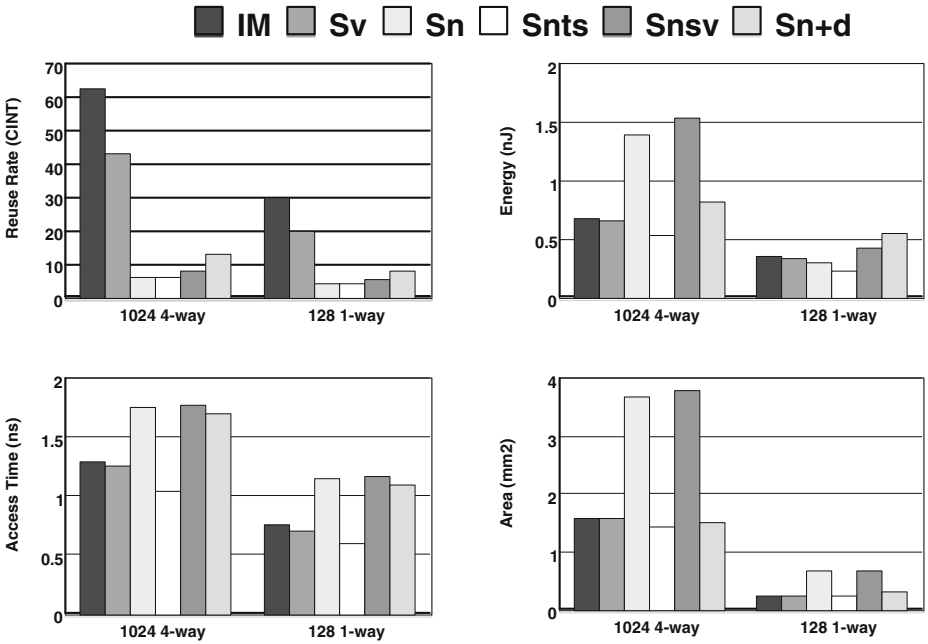 IM Sv Sn Snts Snsv Sn+d
Reuse Rate (CINT)
70
60
50
40
30
20
10
0
1024 4-way 128 1-way
Energy (nJ)
2
1.5
1
0.5
0
1024 4-way 128 1-way
Access Time (ns)
2
1.5
1
0.5
0
1024 4-way 128 1-way
Area (mm2)
4
3
2
1
0
1024 4-way 128 1-way